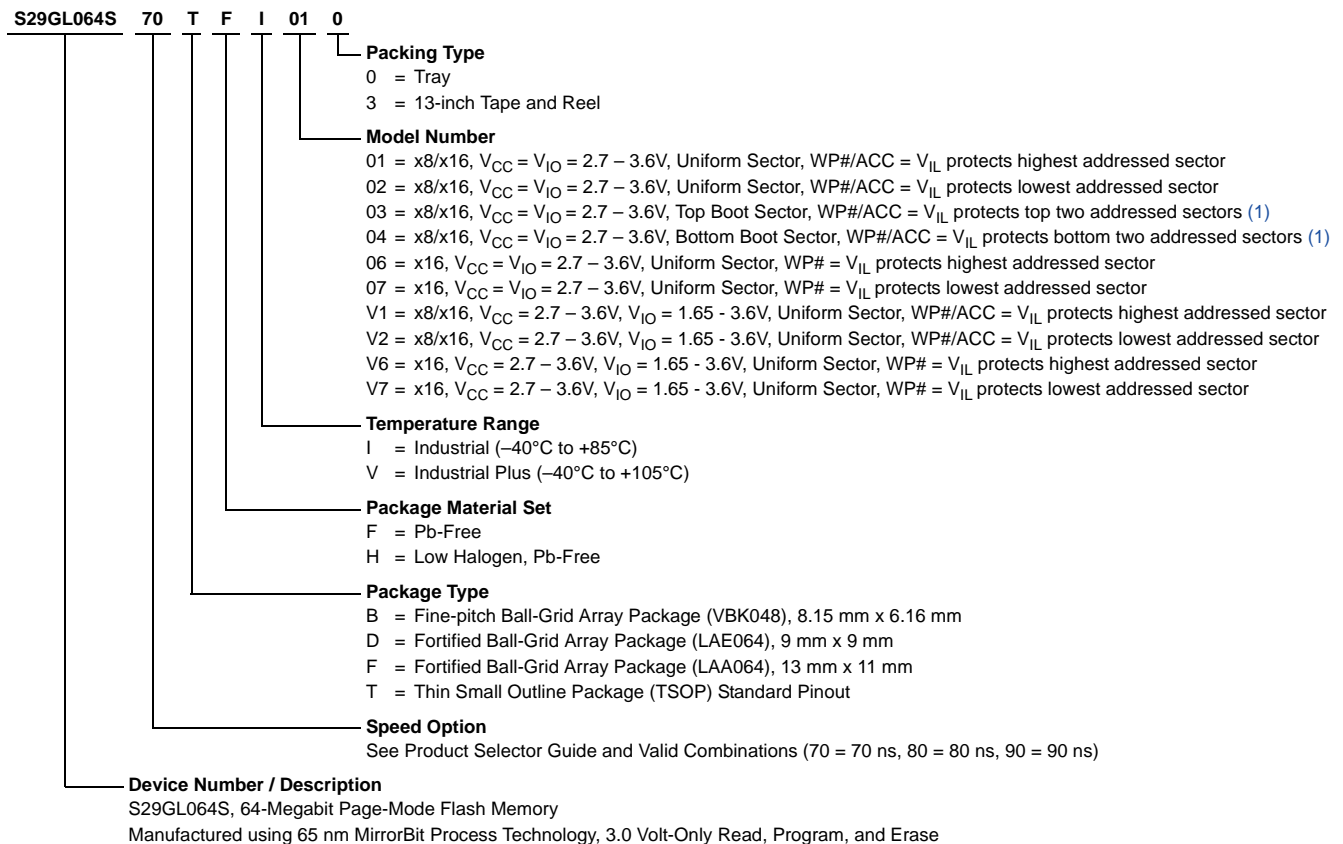 S29GL064S 70 T F I 01 0
Packing Type
0 = Tray
3 = 13-inch Tape and Reel
Model Number
01 = x8/x16, VCC = VIO = 2.7 – 3.6V, Uniform Sector, WP#/ACC = VIL protects highest addressed sector
02 = x8/x16, VCC = VIO = 2.7 – 3.6V, Uniform Sector, WP#/ACC = VIL protects lowest addressed sector
03 = x8/x16, VCC = VIO = 2.7 – 3.6V, Top Boot Sector, WP#/ACC = VIL protects top two addressed sectors (1)
04 = x8/x16, VCC = VIO = 2.7 – 3.6V, Bottom Boot Sector, WP#/ACC = VIL protects bottom two addressed sectors (1)
06 = x16, VCC = VIO = 2.7 – 3.6V, Uniform Sector, WP# = VIL protects highest addressed sector
07 = x16, VCC = VIO = 2.7 – 3.6V, Uniform Sector, WP# = VIL protects lowest addressed sector
V1 = x8/x16, VCC = 2.7 – 3.6V, VIO = 1.65 - 3.6V, Uniform Sector, WP#/ACC = VIL protects highest addressed sector
V2 = x8/x16, VCC = 2.7 – 3.6V, VIO = 1.65 - 3.6V, Uniform Sector, WP#/ACC = VIL protects lowest addressed sector
V6 = x16, VCC = 2.7 – 3.6V, VIO = 1.65 - 3.6V, Uniform Sector, WP# = VIL protects highest addressed sector
V7 = x16, VCC = 2.7 – 3.6V, VIO = 1.65 - 3.6V, Uniform Sector, WP# = VIL protects lowest addressed sector
Temperature Range
I = Industrial (–40°C to +85°C)
V = Industrial Plus (–40°C to +105°C)
Package Material Set
F = Pb-Free
H = Low Halogen, Pb-Free
Package Type
B = Fine-pitch Ball-Grid Array Package (VBK048), 8.15 mm x 6.16 mm
D = Fortified Ball-Grid Array Package (LAE064), 9 mm x 9 mm
F = Fortified Ball-Grid Array Package (LAA064), 13 mm x 11 mm
T = Thin Small Outline Package (TSOP) Standard Pinout
Speed Option
See Product Selector Guide and Valid Combinations (70 = 70 ns, 80 = 80 ns, 90 = 90 ns)
Device Number / Description
S29GL064S, 64-Megabit Page-Mode Flash Memory
Manufactured using 65 nm MirrorBit Process Technology, 3.0 Volt-Only Read, Program, and Erase